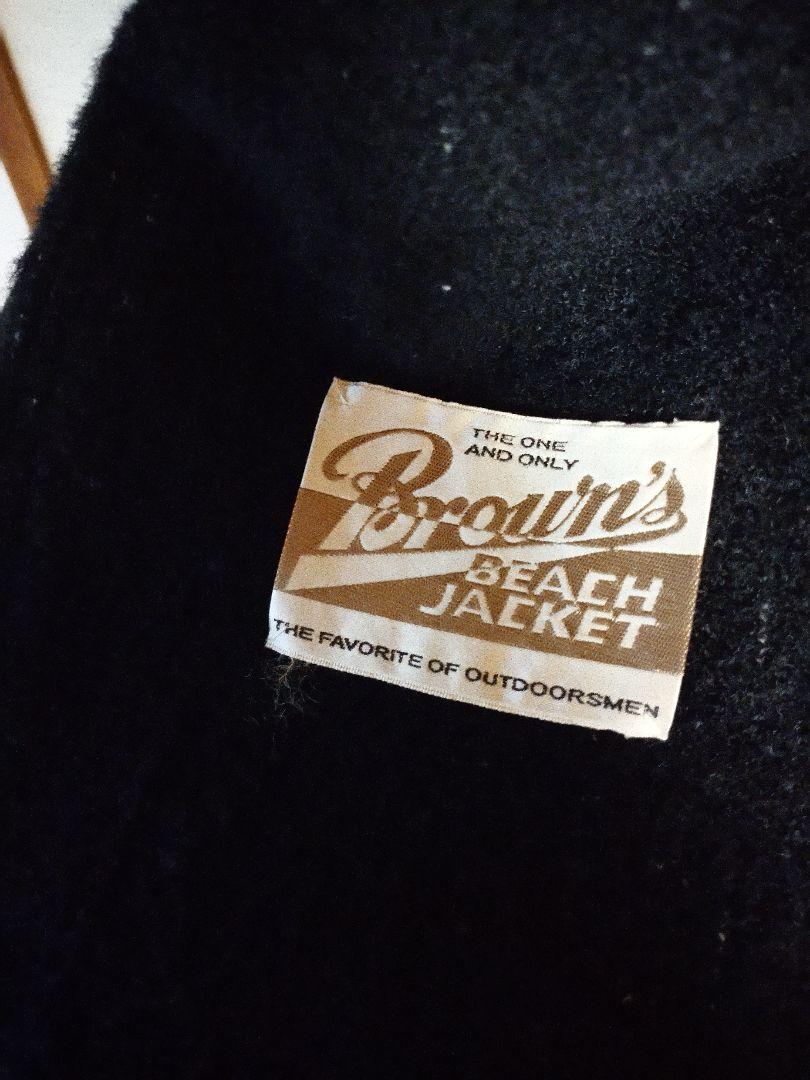 THE ONE
AND ONLY
Brown's
BEACH
JACKET
THE FAVORITE OF OUTDOORSMEN